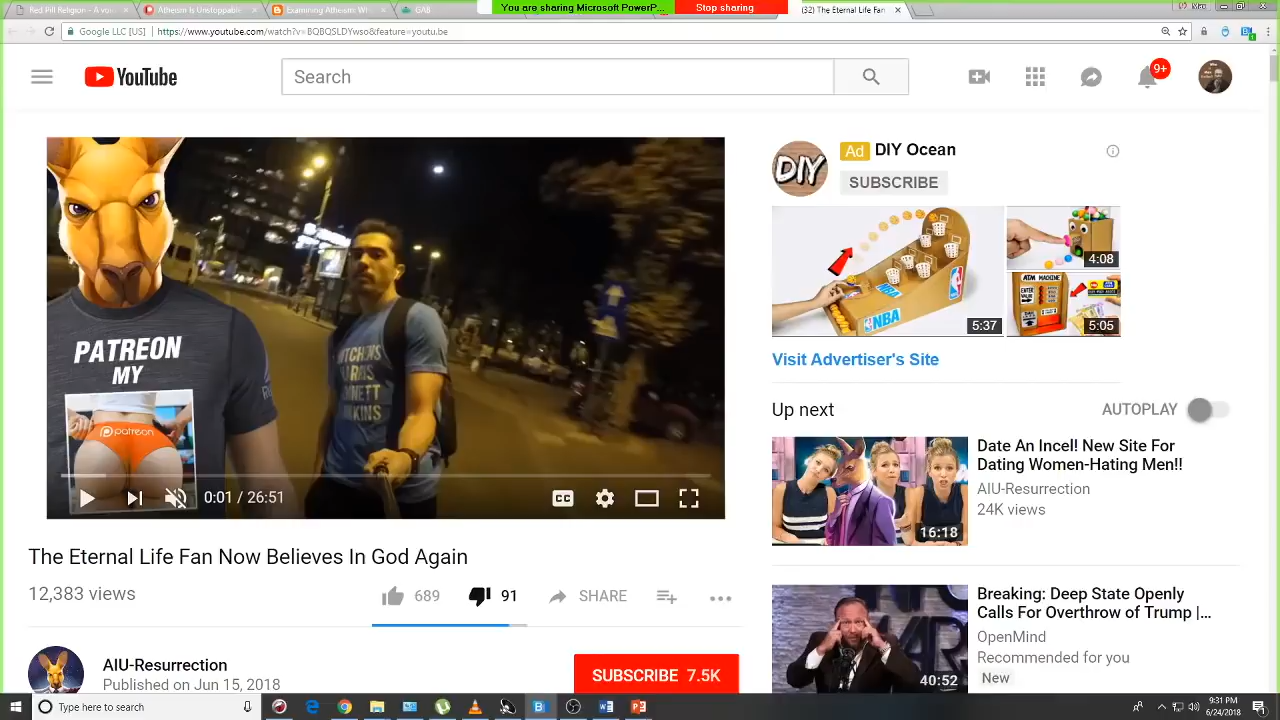 Red Pill Religion - A vo
Atheism is Unstoppable
Examining Atheism: Wh
GAB
You are sharing Microsoft PowerP...
Stop sharing
(32) The Eternal Life Fan
Google LLC [US] | https://www.youtube.com/watch?v=BQBQSLDYwso&feature=youtu.be
YouTube
Search
9+
PATREON
MY
patreon
0:01 / 26:51
CC
DIY
Ad DIY Ocean
SUBSCRIBE
NBA
5:37
4:08
ATM MACHINE
5:05
Visit Advertiser's Site
Up next
AUTOPLAY
Date An Incel! New Site For
Dating Women-Hating Men!!
AIU-Resurrection
24K views
16:18
The Eternal Life Fan Now Believes In God Again
12,383 views
689
91
SHARE
Breaking: Deep State Openly
Calls For Overthrow of Trump |...
OpenMind
Recommended for you
New
40:52
AIU-Resurrection
Published on Jun 15, 2018
SUBSCRIBE 7.5K
Type here to search
9:31 PM
6/24/2018